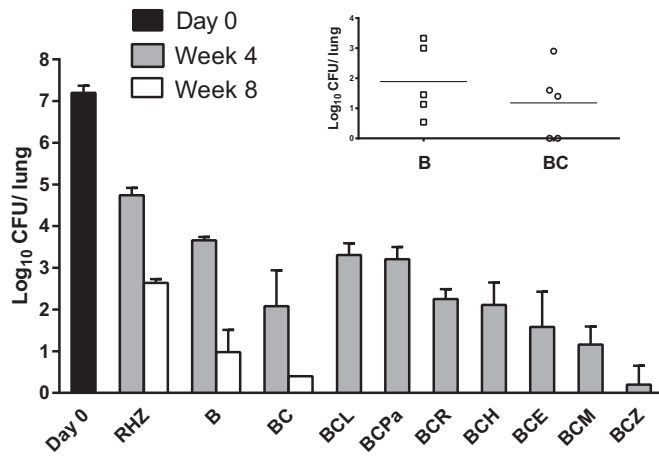 Day 0
Week 4
Week 8
Log10 CFU/ lung
8
7
6
5
4
3
2
1
0
Day 0 RHZ B BC BCL BCPa BCR BCH BCE BCM BCZ
Log10 CFU/ lung
4
3
2
1
0
B BC